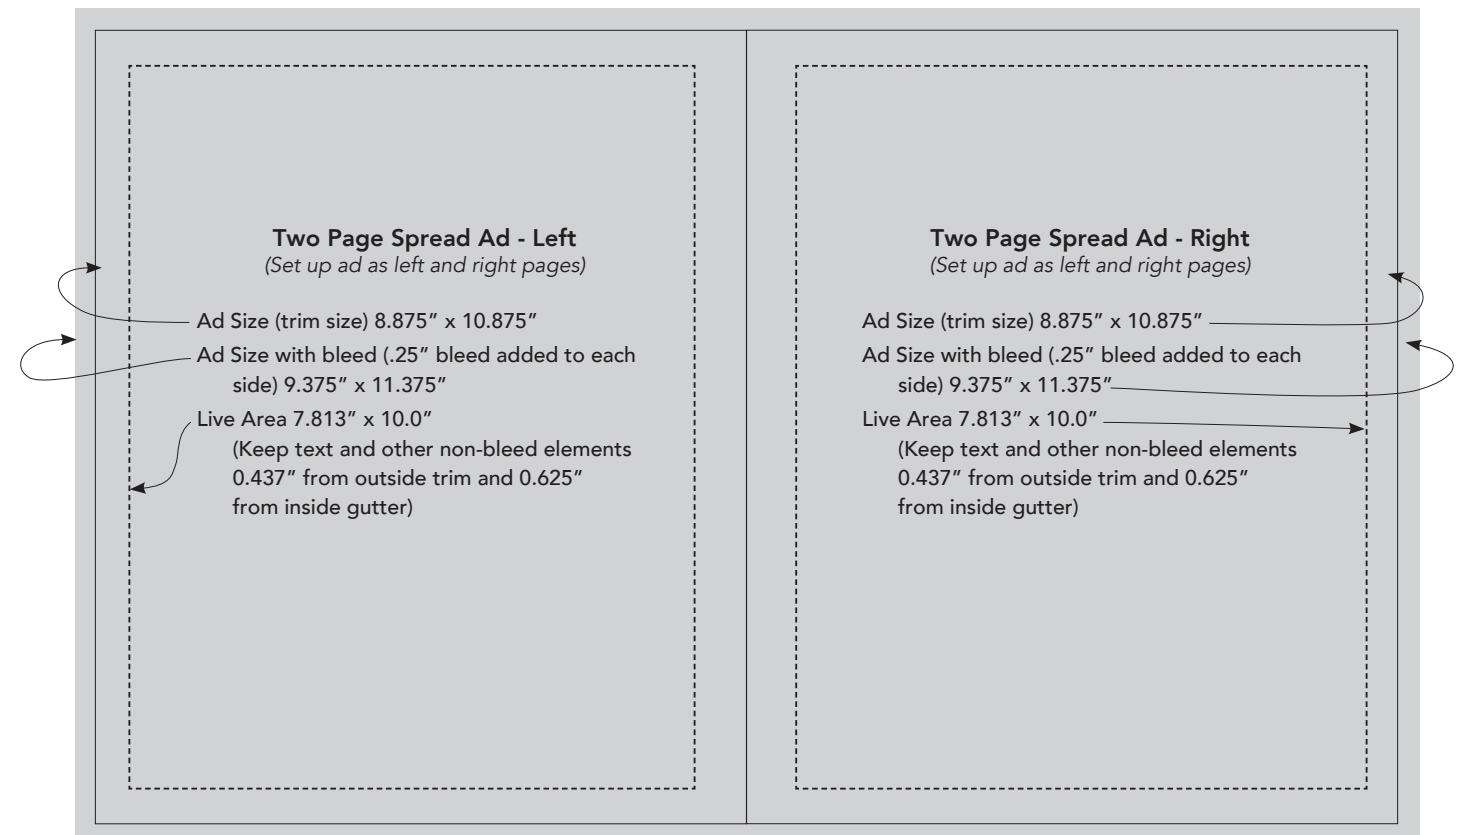 Two Page Spread Ad - Left
(Set up ad as left and right pages)
Ad Size (trim size) 8.875” x 10.875”
Ad Size with bleed (.25” bleed added to each
side) 9.375” x 11.375”
Live Area 7.813” x 10.0”
(Keep text and other non-bleed elements
0.437” from outside trim and 0.625”
from inside gutter)
Two Page Spread Ad - Right
(Set up ad as left and right pages)
Ad Size (trim size) 8.875” x 10.875”
Ad Size with bleed (.25” bleed added to each
side) 9.375” x 11.375”
Live Area 7.813” x 10.0”
(Keep text and other non-bleed elements
0.437” from outside trim and 0.625”
from inside gutter)